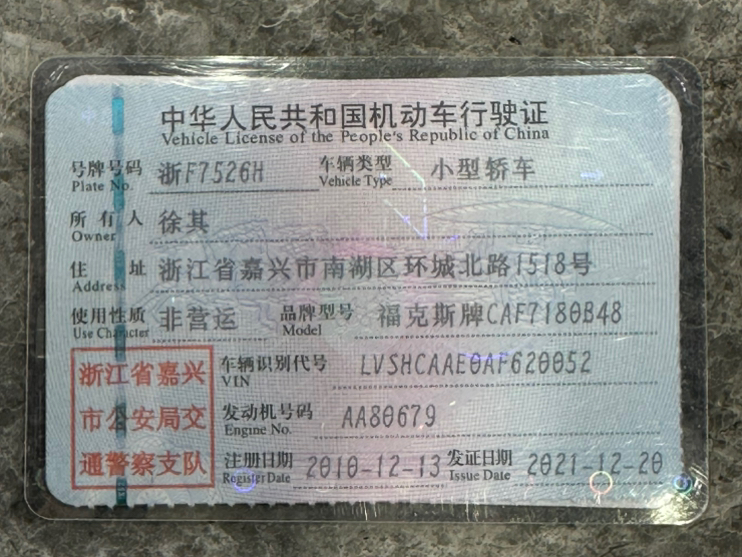 中华人民共和国机动车行驶证
Vehicle License of the People's Republic of China
号牌号码 浙F7526H 车辆类型 小型轿车
Plate No. Vehicle Type
所有人 徐其
Owner
住址 浙江省嘉兴市南湖区环城北路1518号
Address
使用性质 非营运 品牌型号 福克斯牌CAF7180B48
Use Character Model
浙江省嘉兴
市公安局交
通警察支队
车辆识别代号 LVSHCAAE0AF620052
VIN
发动机号码 AA80679
Engine No.
注册日期 2010-12-13 发证日期 2021-12-20
Register Date Issue Date